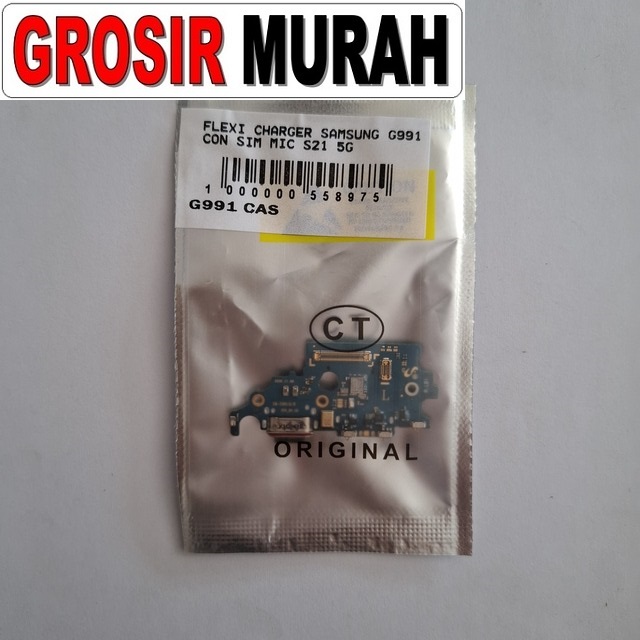 GROSIR MURAH
FLEXI CHARGER SAMSUNG G991
CON SIM MIC S21 5G
1 000000 558975
G991 CAS
CT
ORIGINAL